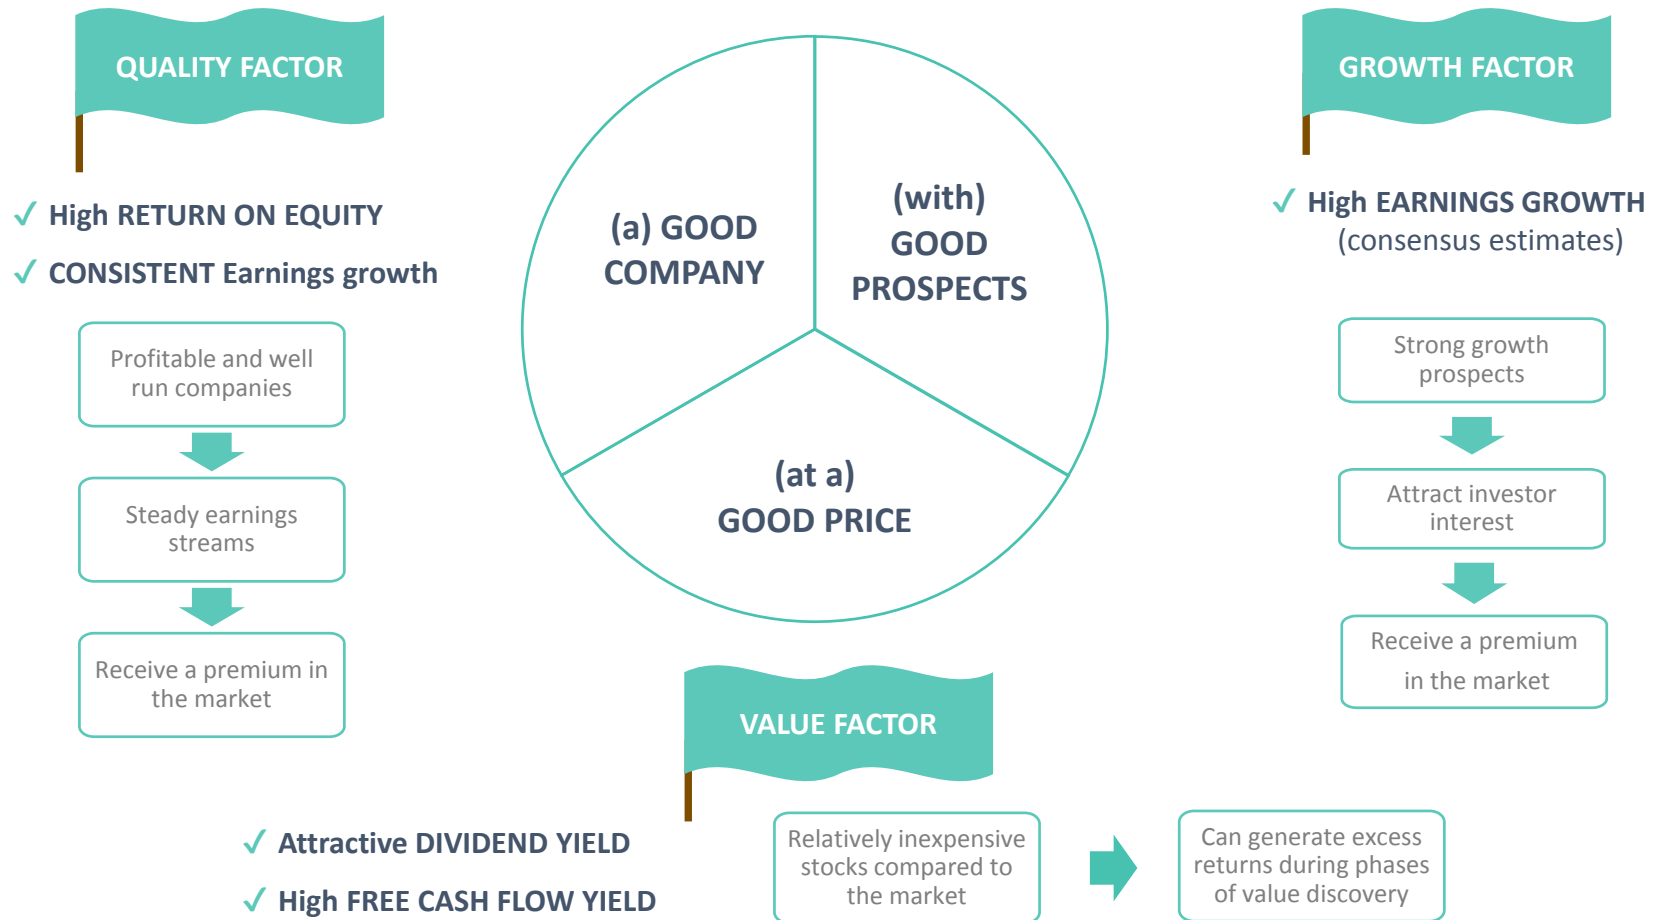 QUALITY FACTOR
✓ High RETURN ON EQUITY
✓ CONSISTENT Earnings growth
Profitable and well
run companies
Steady earnings
streams
Receive a premium in
the market
(a) GOOD
COMPANY
(with)
GOOD
PROSPECTS
(at a)
GOOD PRICE
GROWTH FACTOR
✓ High EARNINGS GROWTH
(consensus estimates)
Strong growth
prospects
Attract investor
interest
Receive a premium
in the market
VALUE FACTOR
✓ Attractive DIVIDEND YIELD
✓ High FREE CASH FLOW YIELD
Relatively inexpensive
stocks compared to
the market
Can generate excess
returns during phases
of value discovery